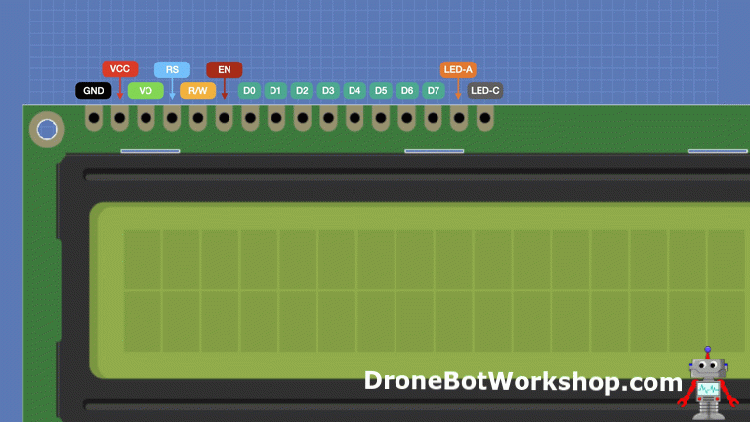 VCC RS EN LED-A
GND VO R/W D0 D1 D2 D3 D4 D5 D6 D7 LED-C
DroneBotWorkshop.com